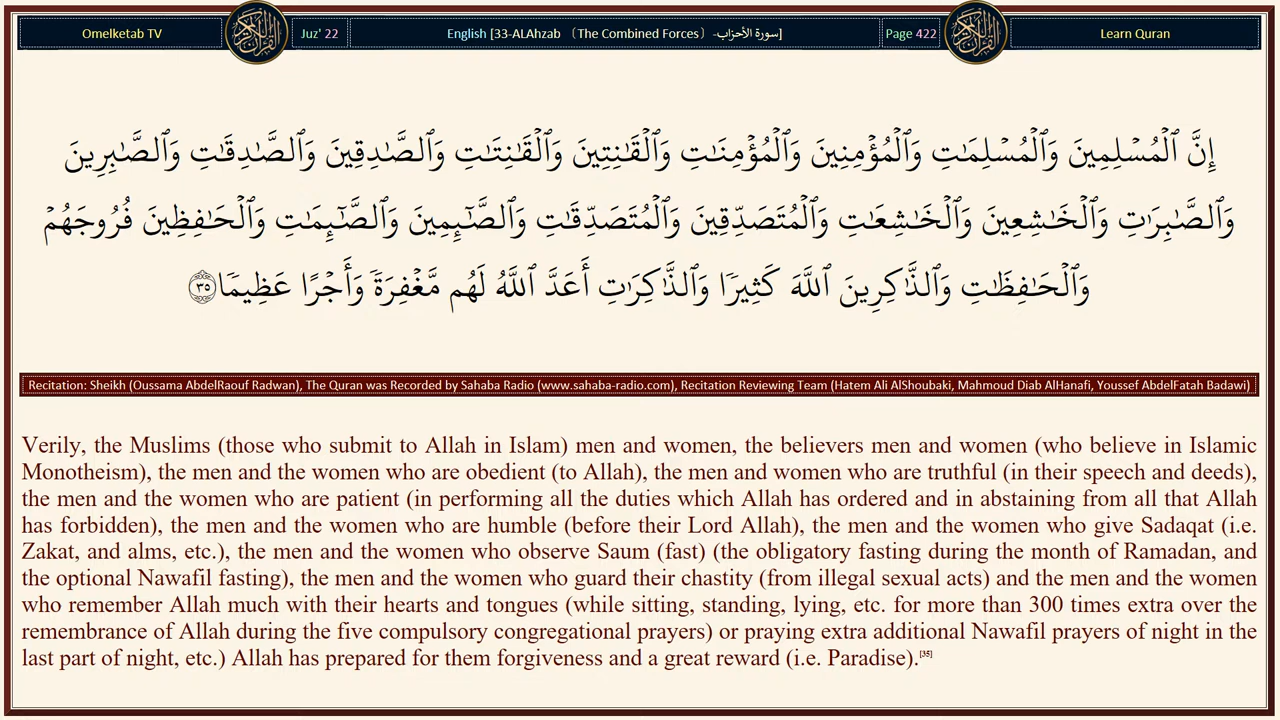 Omelketab TV
Juz' 22
English [33-ALAhzab 〔The Combined Forces〕 -سورة الأحزاب]
Page 422
Learn Quran
إِنَّ ٱلْمُسْلِمِينَ وَٱلْمُسْلِمَـٰتِ وَٱلْمُؤْمِنِينَ وَٱلْمُؤْمِنَـٰتِ وَٱلْقَـٰنِتِينَ وَٱلْقَـٰنِتَـٰتِ وَٱلصَّـٰدِقِينَ وَٱلصَّـٰدِقَـٰتِ وَٱلصَّـٰبِرِينَ
وَٱلصَّـٰبِرَٰتِ وَٱلْخَـٰشِعِينَ وَٱلْخَـٰشِعَـٰتِ وَٱلْمُتَصَدِّقِينَ وَٱلْمُتَصَدِّقَـٰتِ وَٱلصَّـٰٓئِمِينَ وَٱلصَّـٰٓئِمَـٰتِ وَٱلْحَـٰفِظِينَ فُرُوجَهُمْ
وَٱلْحَـٰفِظَـٰتِ وَٱلذَّٰكِرِينَ ٱللَّهَ كَثِيرًا وَٱلذَّٰكِرَٰتِ أَعَدَّ ٱللَّهُ لَهُم مَّغْفِرَةً وَأَجْرًا عَظِيمًا ٣٥
Recitation: Sheikh (Oussama AbdelRaouf Radwan), The Quran was Recorded by Sahaba Radio (www.sahaba-radio.com), Recitation Reviewing Team (Hatem Ali AlShoubaki, Mahmoud Diab AlHanafi, Youssef AbdelFatah Badawi)
Verily, the Muslims (those who submit to Allah in Islam) men and women, the believers men and women (who believe in Islamic
Monotheism), the men and the women who are obedient (to Allah), the men and women who are truthful (in their speech and deeds),
the men and the women who are patient (in performing all the duties which Allah has ordered and in abstaining from all that Allah
has forbidden), the men and the women who are humble (before their Lord Allah), the men and the women who give Sadaqat (i.e.
Zakat, and alms, etc.), the men and the women who observe Saum (fast) (the obligatory fasting during the month of Ramadan, and
the optional Nawafil fasting), the men and the women who guard their chastity (from illegal sexual acts) and the men and the women
who remember Allah much with their hearts and tongues (while sitting, standing, lying, etc. for more than 300 times extra over the
remembrance of Allah during the five compulsory congregational prayers) or praying extra additional Nawafil prayers of night in the
last part of night, etc.) Allah has prepared for them forgiveness and a great reward (i.e. Paradise).[35]